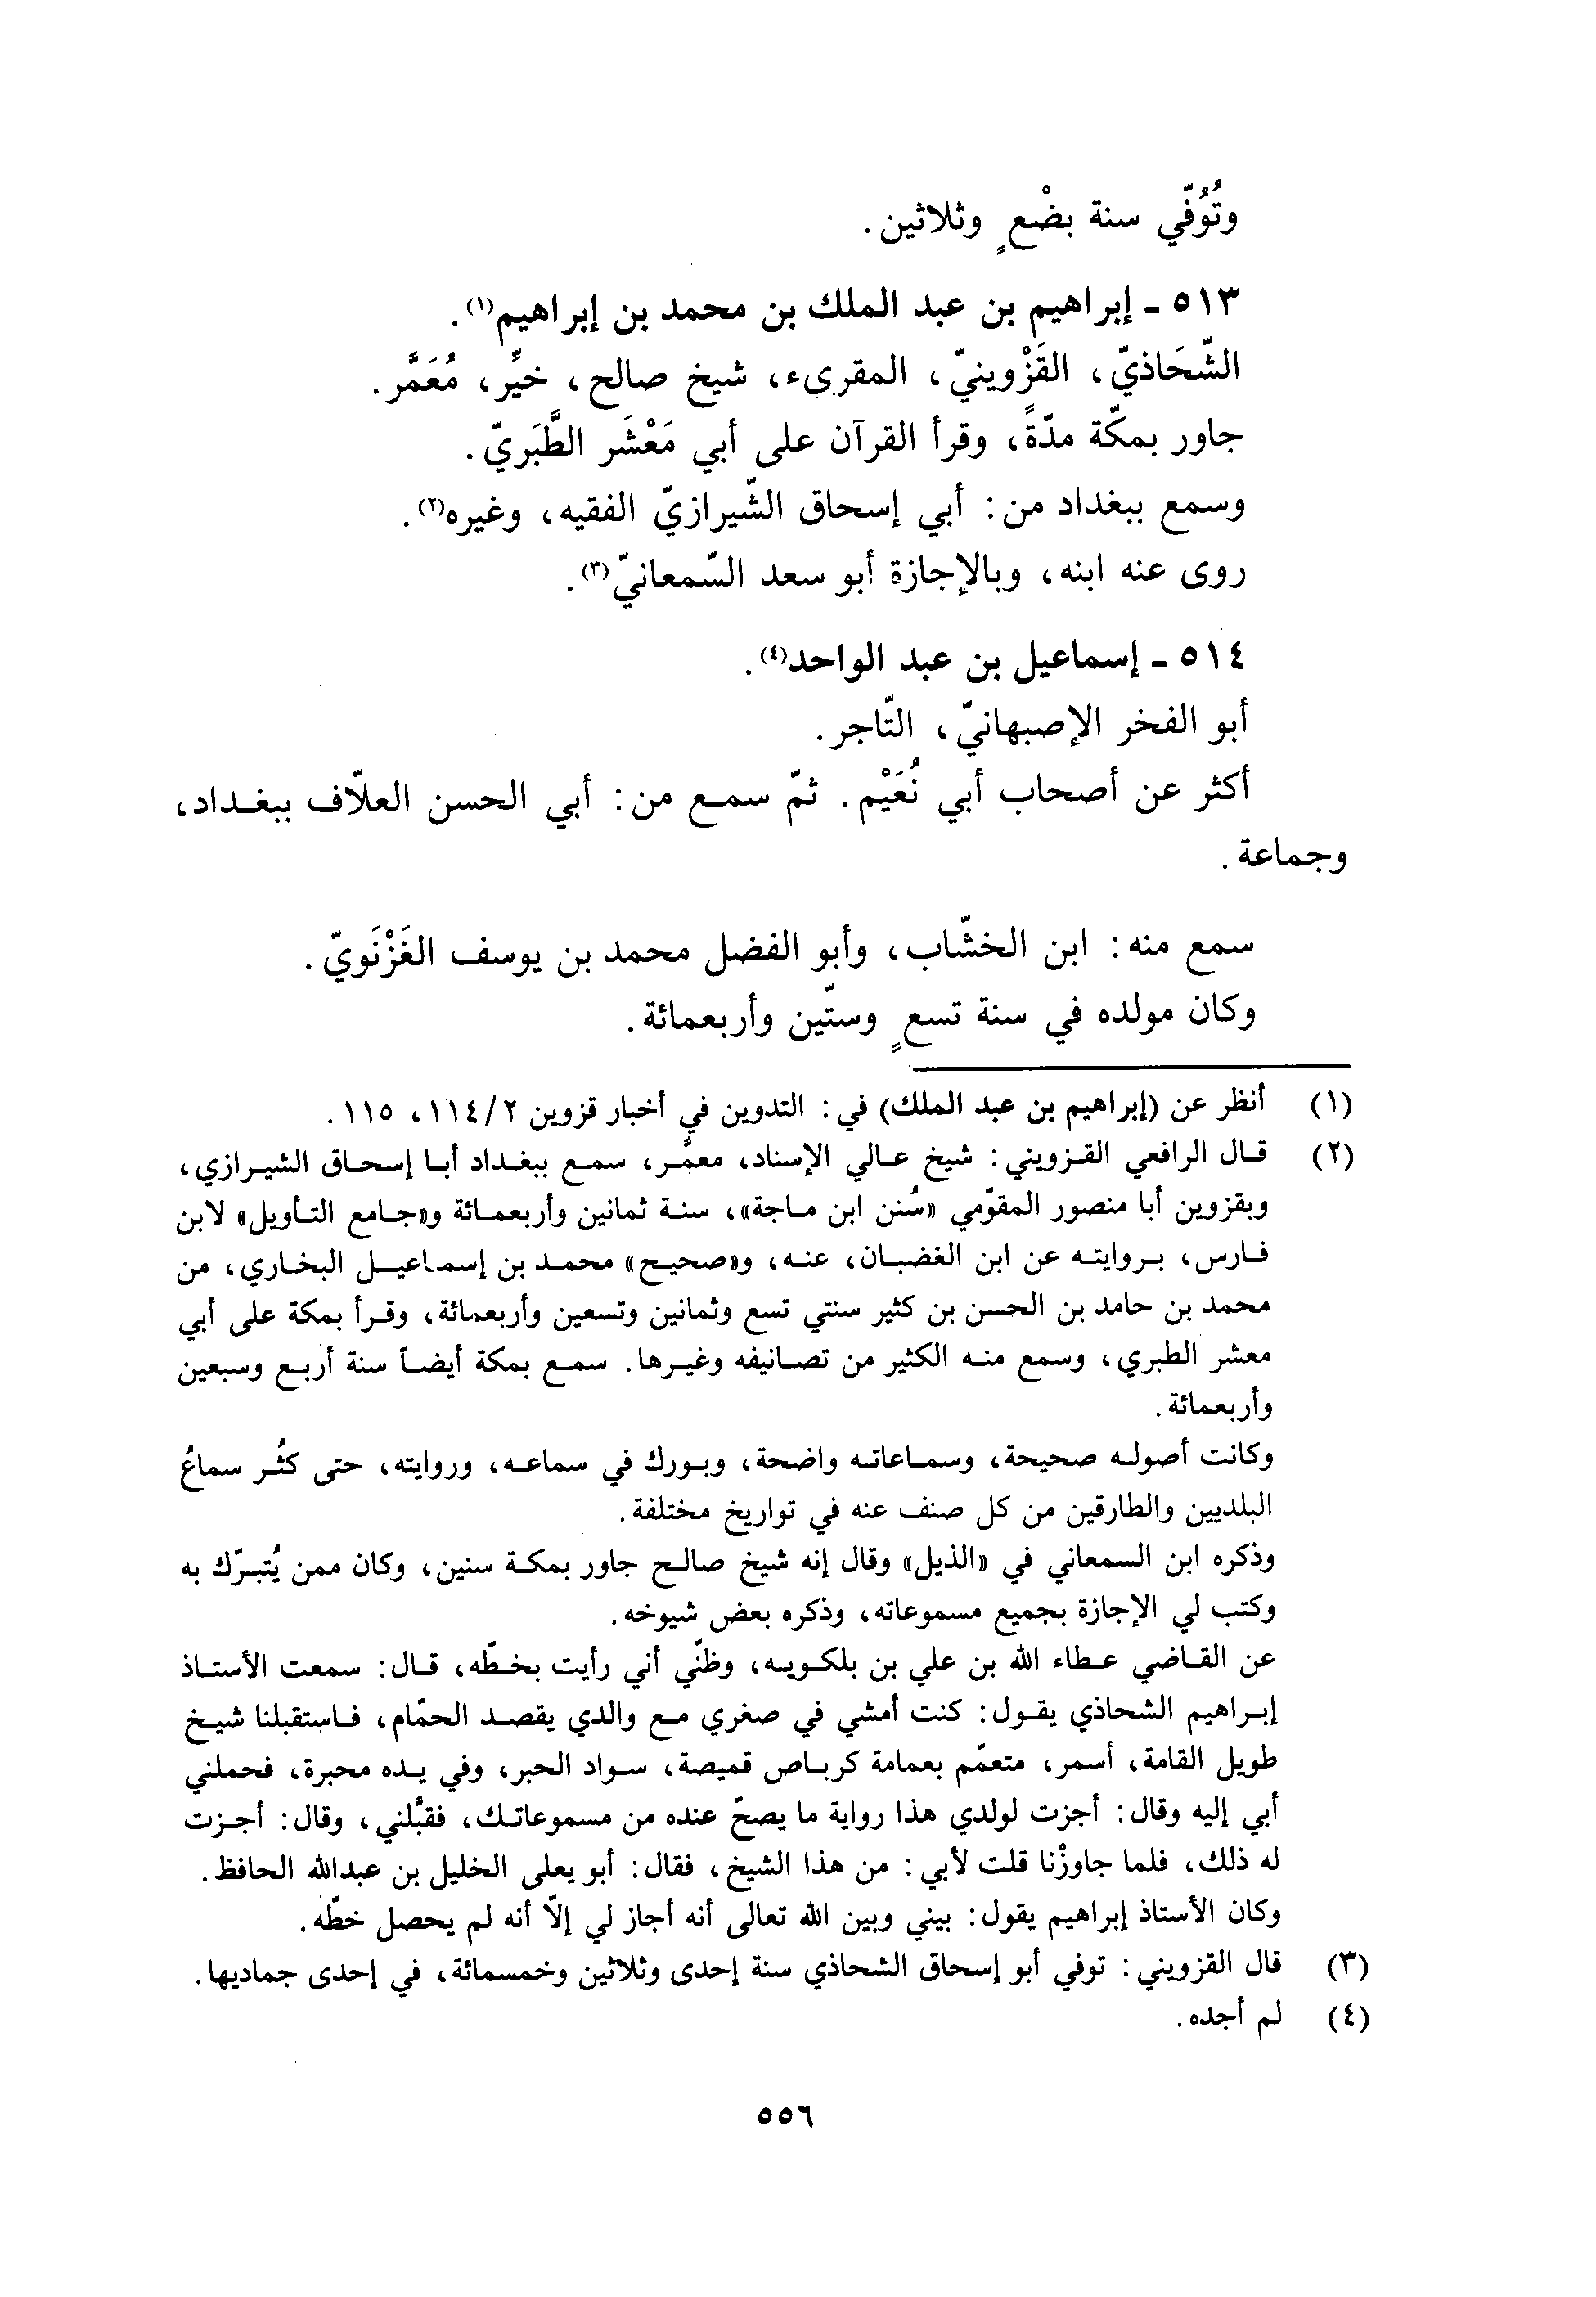 وتُوُفّي سنة بضْعٍ وثلاثين.
٥١٣ - إبراهيم بن عبد الملك بن محمد بن إبراهيم(١).
الشّحَاذيّ، القَزْوينيّ، المقرىء، شيخ صالح، خيِّر، مُعَمَّر.
جاور بمكّة مدّةً، وقرأ القرآن على أبي مَعْشَر الطَّبَريّ.
وسمع ببغداد من: أبي إسحاق الشّيرازيّ الفقيه، وغيره(٢).
روى عنه ابنه، وبالإجازة أبو سعد السّمعانيّ(٣).
٥١٤ - إسماعيل بن عبد الواحد(٤).
أبو الفخر الإصبهانيّ، التّاجر.
أكثر عن أصحاب أبي نُعَيْم. ثمّ سمع من: أبي الحسن العلّاف ببغداد،
وجماعة.
سمع منه: ابن الخشّاب، وأبو الفضل محمد بن يوسف الغَزْنَويّ.
وكان مولده في سنة تسعٍ وستّين وأربعمائة.
(١) أنظر عن (إبراهيم بن عبد الملك) في: التدوين في أخبار قزوين ١١٤/٢، ١١٥.
(٢) قال الرافعي القزويني: شيخ عالي الإسناد، معمَّر، سمع ببغداد أبا إسحاق الشيرازي،
وبقزوين أبا منصور المقوّمي «سُنن ابن ماجة»، سنة ثمانين وأربعمائة و«جامع التأويل» لابن
فارس، بروايته عن ابن الغضبان، عنه، و«صحيح» محمد بن إسماعيل البخاري، من
محمد بن حامد بن الحسن بن كثير سنتي تسع وثمانين وتسعين وأربعمائة، وقرأ بمكة على أبي
معشر الطبري، وسمع منه الكثير من تصانيفه وغيرها. سمع بمكة أيضاً سنة أربع وسبعين
وأربعمائة.
وكانت أصوله صحيحة، وسماعاته واضحة، وبورك في سماعه، وروايته، حتى كثُر سماعُ
البلديين والطارقين من كل صنف عنه في تواريخ مختلفة.
وذكره ابن السمعاني في «الذيل» وقال إنه شيخ صالح جاور بمكة سنين، وكان ممن يُتبرّك به
وكتب لي الإجازة بجميع مسموعاته، وذكره بعض شيوخه.
عن القاضي عطاء الله بن علي بن بلكويه، وظنّي أني رأيت بخطّه، قال: سمعت الأستاذ
إبراهيم الشحاذي يقول: كنت أمشي في صغري مع والدي يقصد الحمّام، فاستقبلنا شيخ
طويل القامة، أسمر، متعمّم بعمامة كرباص قميصة، سواد الحبر، وفي يده محبرة، فحملني
أبي إليه وقال: أجزت لولدي هذا رواية ما يصحّ عنده من مسموعاتك، فقبَّلني، وقال: أجزت
له ذلك، فلما جاوزْنا قلت لأبي: من هذا الشيخ، فقال: أبو يعلى الخليل بن عبدالله الحافظ.
وكان الأستاذ إبراهيم يقول: بيني وبين الله تعالى أنه أجاز لي إلّا أنه لم يحصل خطّه.
(٣) قال القزويني: توفي أبو إسحاق الشحاذي سنة إحدى وثلاثين وخمسمائة، في إحدى جماديها.
(٤) لم أجده.
٥٥٦